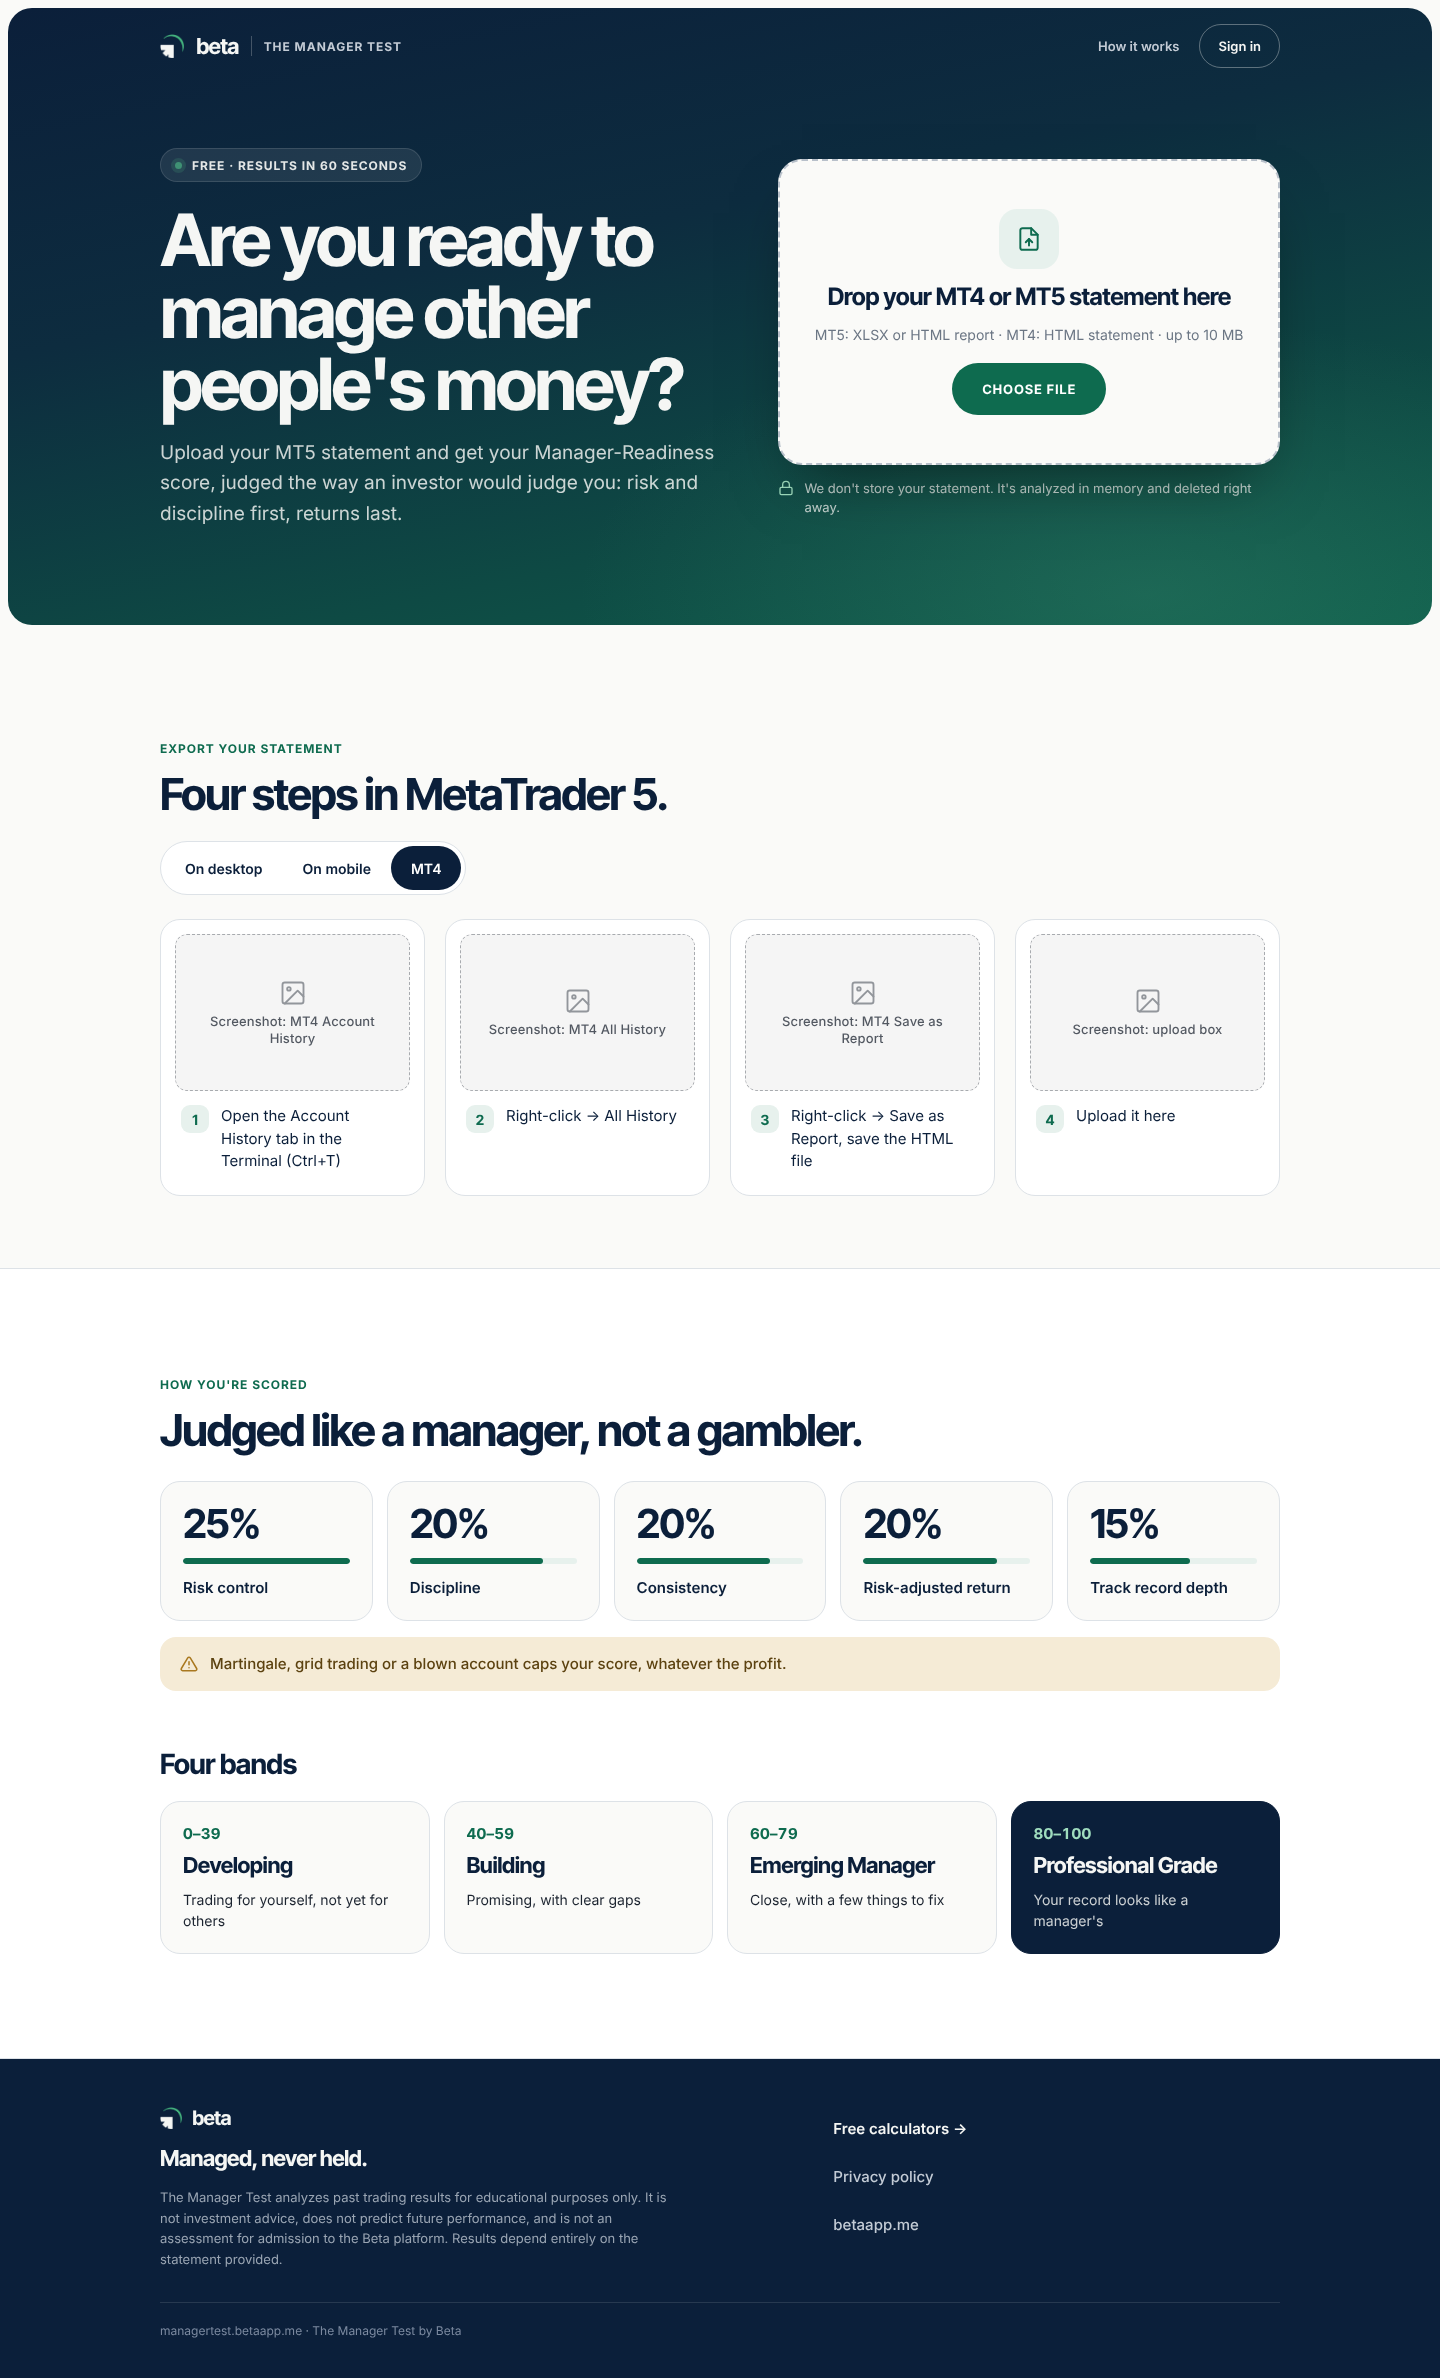 beta
THE MANAGER TEST
How it works
Sign in
FREE · RESULTS IN 60 SECONDS
Are you ready to
manage other
people's money?
Upload your MT5 statement and get your Manager-Readiness
score, judged the way an investor would judge you: risk and
discipline first, returns last.
Drop your MT4 or MT5 statement here
MT5: XLSX or HTML report · MT4: HTML statement · up to 10 MB
CHOOSE FILE
We don't store your statement. It's analyzed in memory and deleted right
away.
EXPORT YOUR STATEMENT
Four steps in MetaTrader 5.
On desktop
On mobile
MT4
Screenshot: MT4 Account
History
1
Open the Account
History tab in the
Terminal (Ctrl+T)
Screenshot: MT4 All History
2
Right-click → All History
Screenshot: MT4 Save as
Report
3
Right-click → Save as
Report, save the HTML
file
Screenshot: upload box
4
Upload it here
HOW YOU'RE SCORED
Judged like a manager, not a gambler.
25%
Risk control
20%
Discipline
20%
Consistency
20%
Risk-adjusted return
15%
Track record depth
Martingale, grid trading or a blown account caps your score, whatever the profit.
Four bands
0–39
Developing
Trading for yourself, not yet for
others
40–59
Building
Promising, with clear gaps
60–79
Emerging Manager
Close, with a few things to fix
80–100
Professional Grade
Your record looks like a
manager's
beta
Managed, never held.
The Manager Test analyzes past trading results for educational purposes only. It is
not investment advice, does not predict future performance, and is not an
assessment for admission to the Beta platform. Results depend entirely on the
statement provided.
Free calculators →
Privacy policy
betaapp.me
managertest.betaapp.me · The Manager Test by Beta